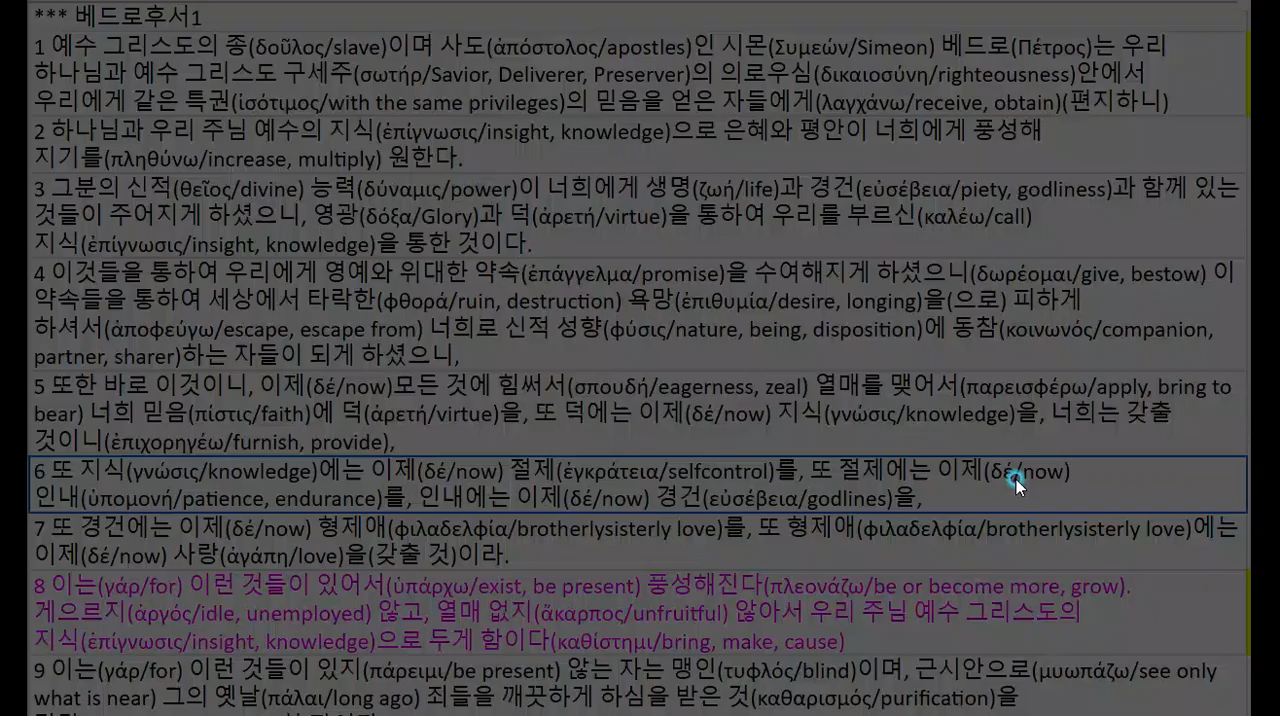 *** 베드로후서1
1 예수 그리스도의 종(δοῦλος/slave)이며 사도(ἀπόστολος/apostles)인 시몬(Συμεών/Simeon) 베드로(Πέτρος)는 우리
하나님과 예수 그리스도 구세주(σωτήρ/Savior, Deliverer, Preserver)의 의로우심(δικαιοσύνη/righteousness)안에서
우리에게 같은 특권(ἰσότιμος/with the same privileges)의 믿음을 얻은 자들에게(λαγχάνω/receive, obtain)(편지하니)
2 하나님과 우리 주님 예수의 지식(ἐπίγνωσις/insight, knowledge)으로 은혜와 평안이 너희에게 풍성해
지기를(πληθύνω/increase, multiply) 원한다.
3 그분의 신적(θεῖος/divine) 능력(δύναμις/power)이 너희에게 생명(ζωή/life)과 경건(εὐσέβεια/piety, godliness)과 함께 있는
것들이 주어지게 하셨으니, 영광(δόξα/Glory)과 덕(ἀρετή/virtue)을 통하여 우리를 부르신(καλέω/call)
지식(ἐπίγνωσις/insight, knowledge)을 통한 것이다.
4 이것들을 통하여 우리에게 영예와 위대한 약속(ἐπάγγελμα/promise)을 수여해지게 하셨으니(δωρέομαι/give, bestow) 이
약속들을 통하여 세상에서 타락한(φθορά/ruin, destruction) 욕망(ἐπιθυμία/desire, longing)을(으로) 피하게
하셔서(ἀποφεύγω/escape, escape from) 너희로 신적 성향(φύσις/nature, being, disposition)에 동참(κοινωνός/companion,
partner, sharer)하는 자들이 되게 하셨으니,
5 또한 바로 이것이니, 이제(δέ/now)모든 것에 힘써서(σπουδή/eagerness, zeal) 열매를 맺어서(παρεισφέρω/apply, bring to
bear) 너희 믿음(πίστις/faith)에 덕(ἀρετή/virtue)을, 또 덕에는 이제(δέ/now) 지식(γνώσις/knowledge)을, 너희는 갖출
것이니(ἐπιχορηγέω/furnish, provide),
6 또 지식(γνώσις/knowledge)에는 이제(δέ/now) 절제(ἐγκράτεια/selfcontrol)를, 또 절제에는 이제(δέ/now)
인내(ὑπομονή/patience, endurance)를, 인내에는 이제(δέ/now) 경건(εὐσέβεια/godlines)을,
7 또 경건에는 이제(δέ/now) 형제애(φιλαδελφία/brotherlysisterly love)를, 또 형제애(φιλαδελφία/brotherlysisterly love)에는
이제(δέ/now) 사랑(ἀγάπη/love)을(갖출 것)이라.
8 이는(γάρ/for) 이런 것들이 있어서(ὑπάρχω/exist, be present) 풍성해진다(πλεονάζω/be or become more, grow).
게으르지(ἀργός/idle, unemployed) 않고, 열매 없지(ἄκαρπος/unfruitful) 않아서 우리 주님 예수 그리스도의
지식(ἐπίγνωσις/insight, knowledge)으로 두게 함이다(καθίστημι/bring, make, cause)
9 이는(γάρ/for) 이런 것들이 있지(πάρειμι/be present) 않는 자는 맹인(τυφλός/blind)이며, 근시안으로(μυωπάζω/see only
what is near) 그의 옛날(πάλαι/long ago) 죄들을 깨끗하게 하심을 받은 것(καθαρισμός/purification)을